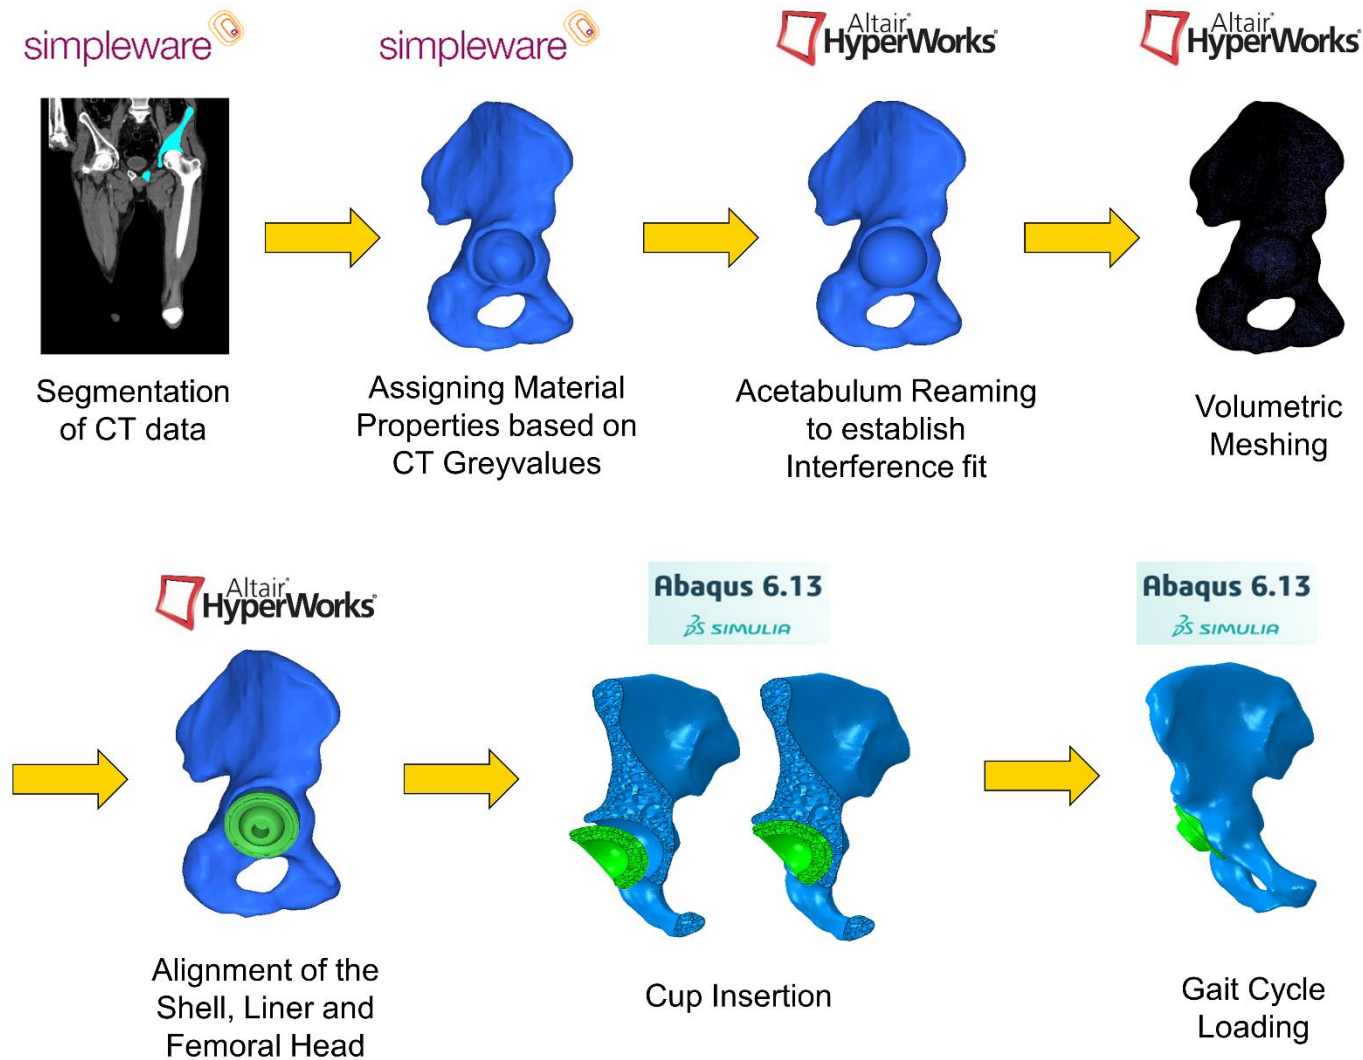 simpleware
simpleware
Altair®
HyperWorks®
Altair®
HyperWorks®
Segmentation
of CT data
Assigning Material
Properties based on
CT Greyvalues
Acetabulum Reaming
to establish
Interference fit
Volumetric
Meshing
Altair®
HyperWorks®
Abaqus 6.13
3DS SIMULIA
Abaqus 6.13
3DS SIMULIA
Alignment of the
Shell, Liner and
Femoral Head
Cup Insertion
Gait Cycle
Loading